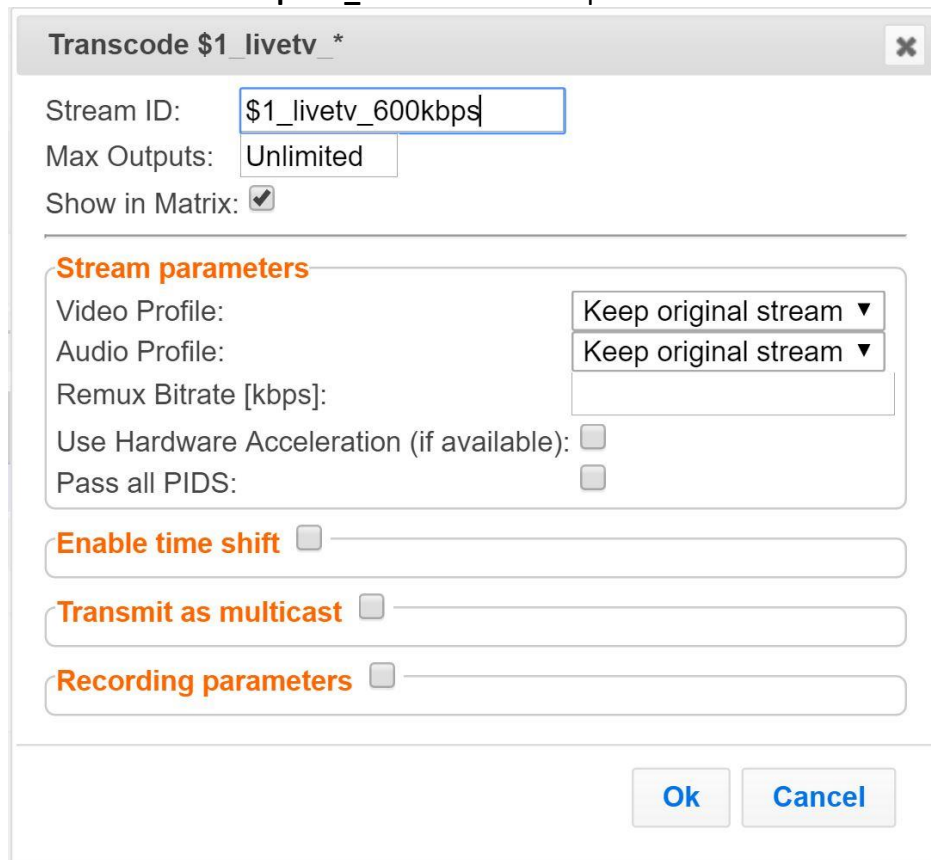 Transcode $1_livetv_*
Stream ID: $1_livetv_600kbps
Max Outputs: Unlimited
Show in Matrix:
Stream parameters
Video Profile: Keep original stream
Audio Profile: Keep original stream
Remux Bitrate [kbps]:
Use Hardware Acceleration (if available):
Pass all PIDS:
Enable time shift
Transmit as multicast
Recording parameters
Ok Cancel